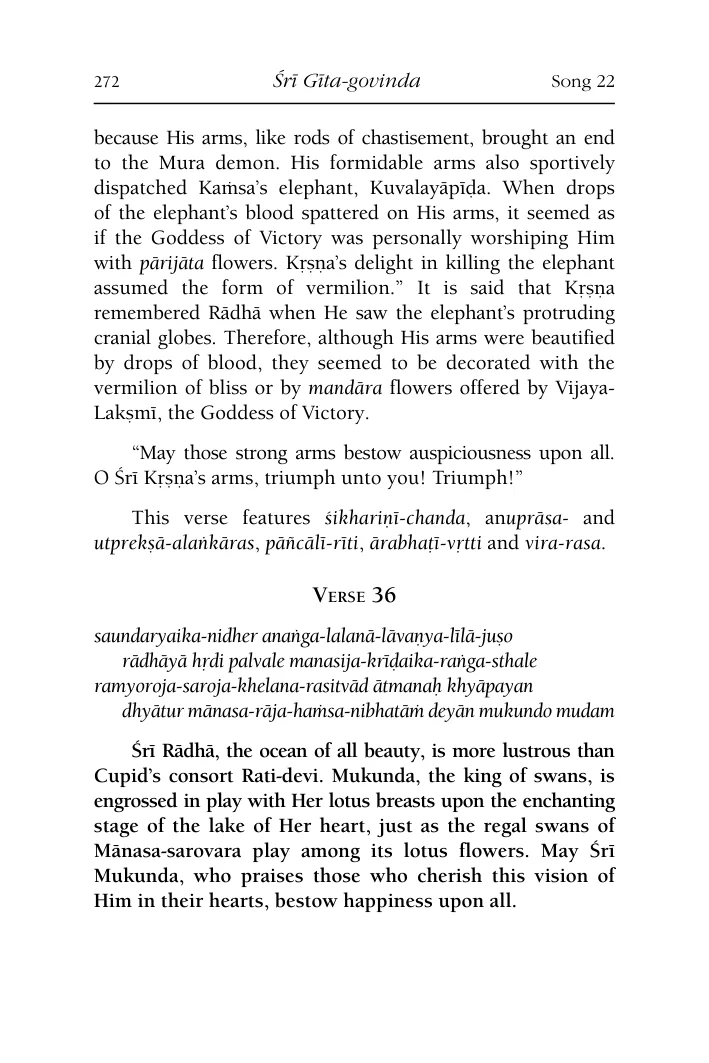 272 Śrī Gīta-govinda Song 22
because His arms, like rods of chastisement, brought an end
to the Mura demon. His formidable arms also sportively
dispatched Kaṁsa’s elephant, Kuvalayāpīḍa. When drops
of the elephant’s blood spattered on His arms, it seemed as
if the Goddess of Victory was personally worshiping Him
with pārijāta flowers. Kṛṣṇa’s delight in killing the elephant
assumed the form of vermilion.” It is said that Kṛṣṇa
remembered Rādhā when He saw the elephant’s protruding
cranial globes. Therefore, although His arms were beautified
by drops of blood, they seemed to be decorated with the
vermilion of bliss or by mandāra flowers offered by Vijaya-
Lakṣmī, the Goddess of Victory.
“May those strong arms bestow auspiciousness upon all.
O Śrī Kṛṣṇa’s arms, triumph unto you! Triumph!”
This verse features śikhariṇī-chanda, anuprāsa- and
utprekṣā-alaṅkāras, pāñcālī-rīti, ārabhaṭī-vṛtti and vira-rasa.
Verse 36
saundaryaika-nidher anaṅga-lalanā-lāvaṇya-līlā-juṣo
rādhāyā hṛdi palvale manasija-krīḍaika-raṅga-sthale
ramyoroja-saroja-khelana-rasitvād ātmanaḥ khyāpayan
dhyātur mānasa-rāja-haṁsa-nibhatāṁ deyān mukundo mudam
Śrī Rādhā, the ocean of all beauty, is more lustrous than
Cupid’s consort Rati-devi. Mukunda, the king of swans, is
engrossed in play with Her lotus breasts upon the enchanting
stage of the lake of Her heart, just as the regal swans of
Mānasa-sarovara play among its lotus flowers. May Śrī
Mukunda, who praises those who cherish this vision of
Him in their hearts, bestow happiness upon all.